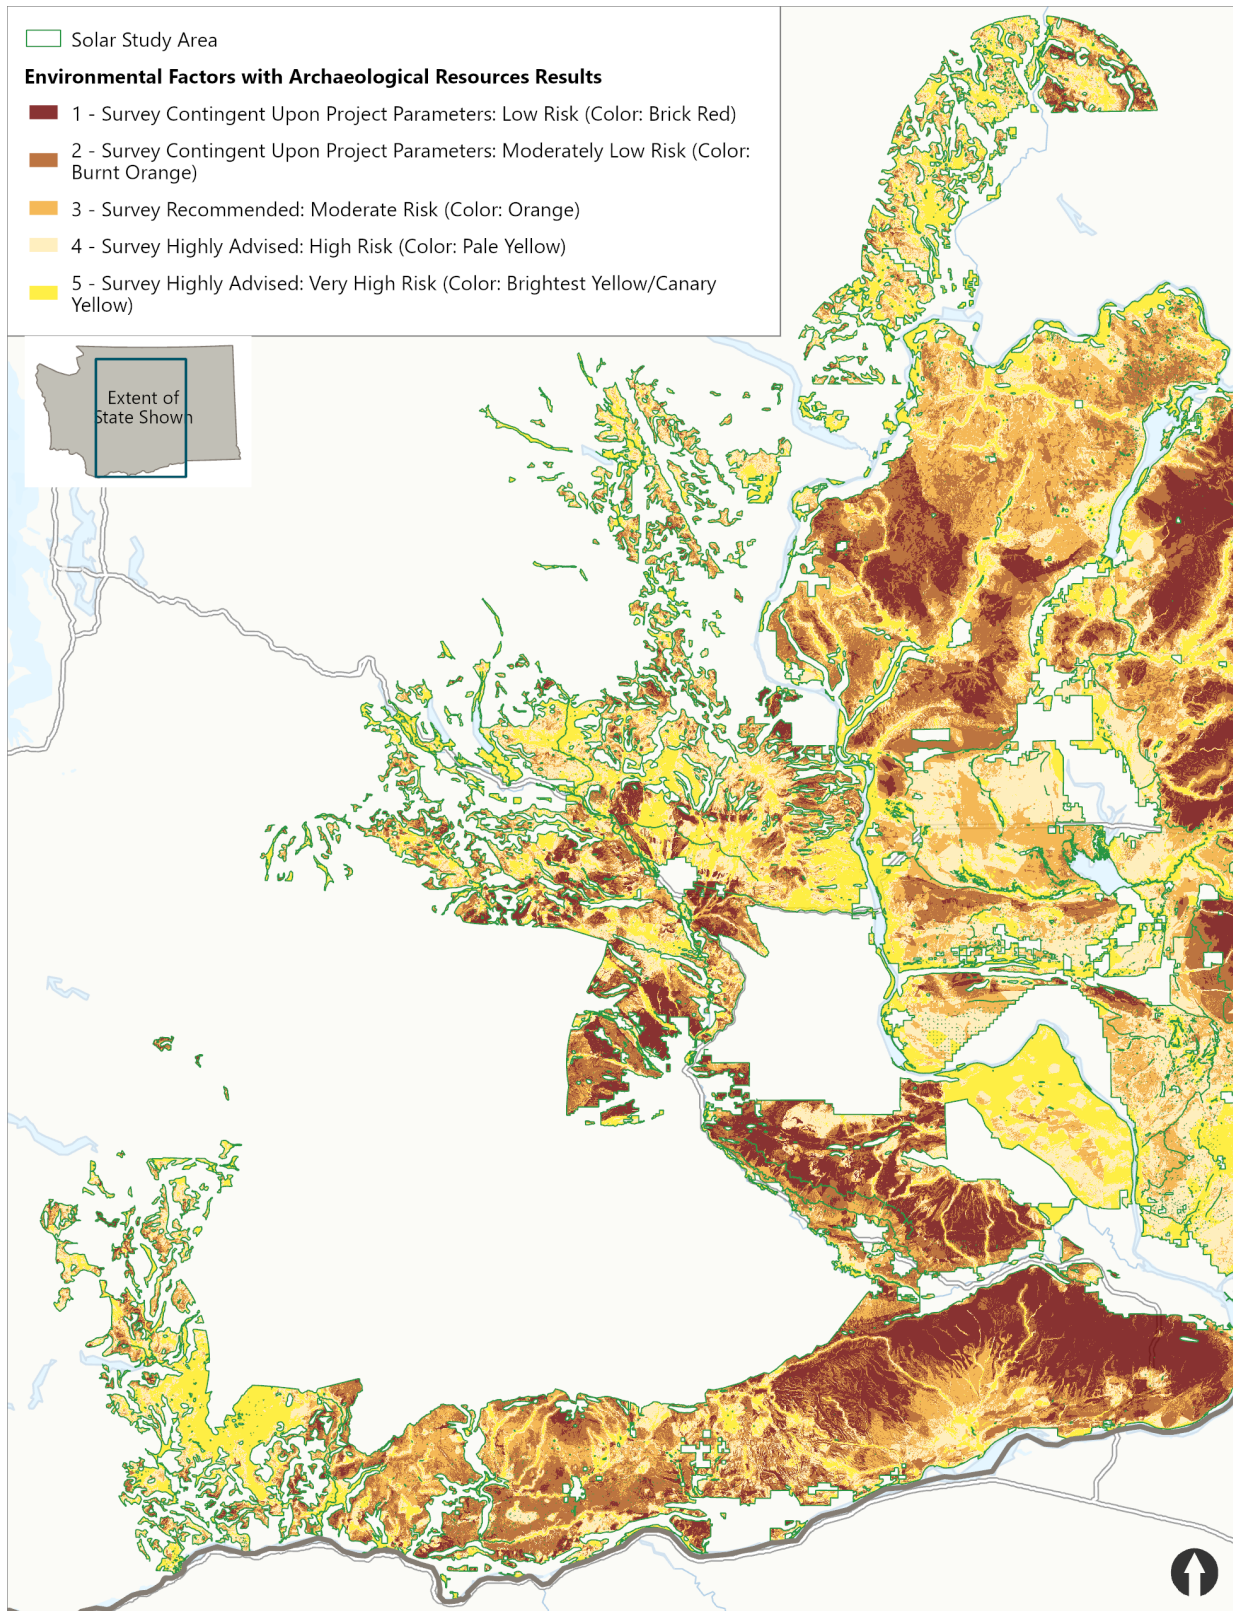 Solar Study Area
Environmental Factors with Archaeological Resources Results
1 - Survey Contingent Upon Project Parameters: Low Risk (Color: Brick Red)
2 - Survey Contingent Upon Project Parameters: Moderately Low Risk (Color:
Burnt Orange)
3 - Survey Recommended: Moderate Risk (Color: Orange)
4 - Survey Highly Advised: High Risk (Color: Pale Yellow)
5 - Survey Highly Advised: Very High Risk (Color: Brightest Yellow/Canary
Yellow)
Extent of
State Shown